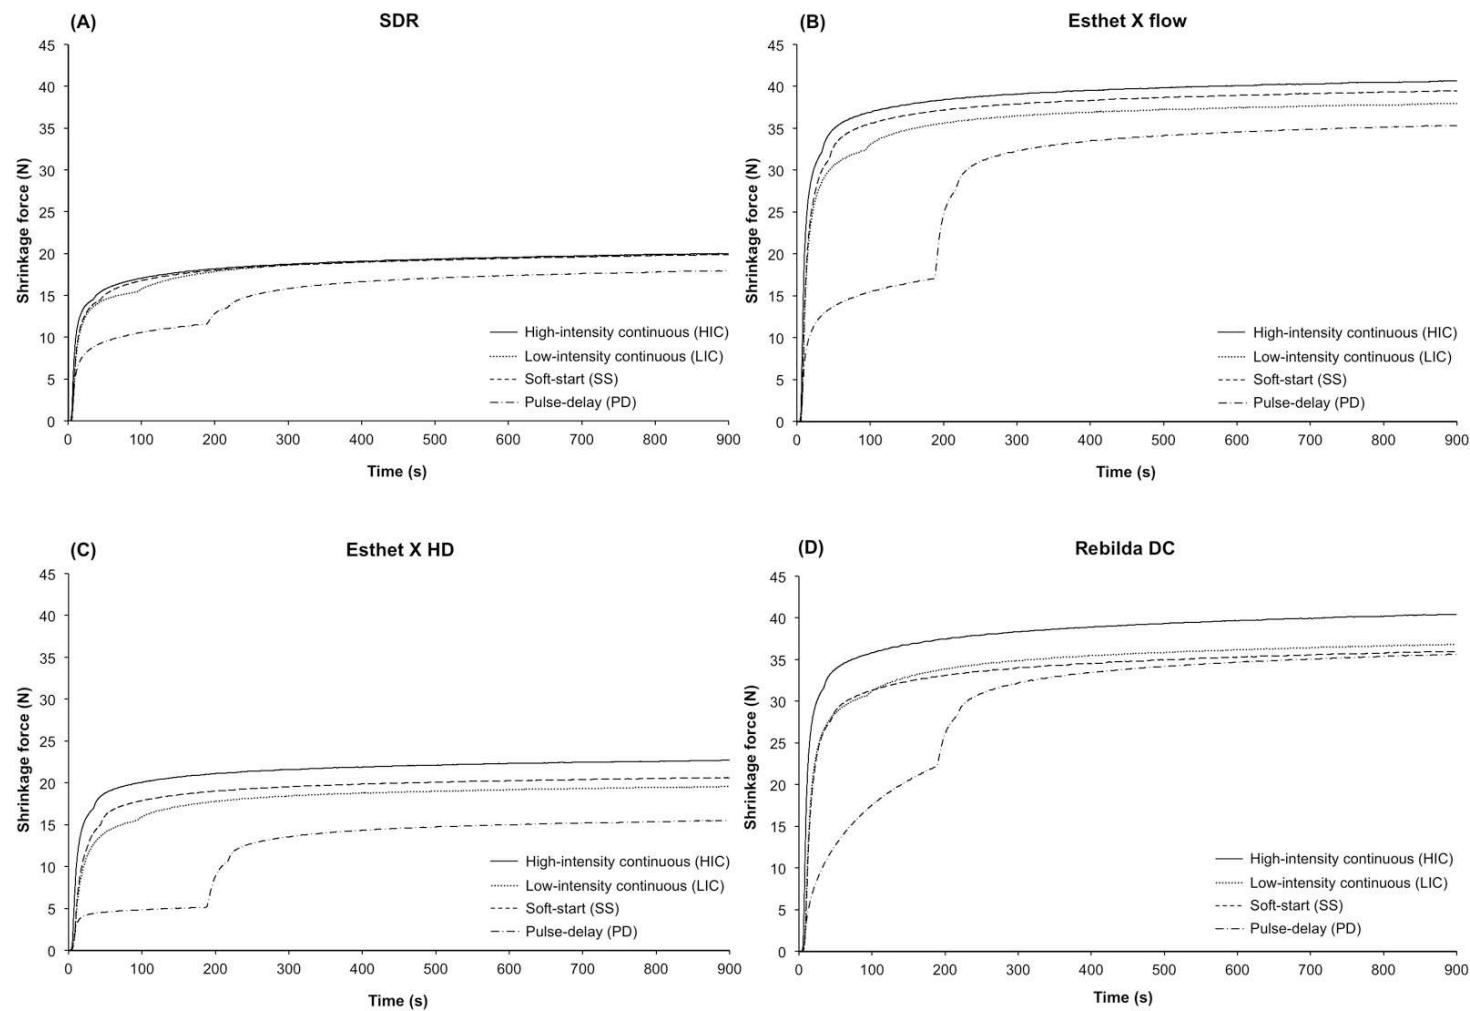 (A) SDR
45
40
35
30
25
20
15
10
5
0
Shrinkage force (N)
High-intensity continuous (HIC)
Low-intensity continuous (LIC)
Soft-start (SS)
Pulse-delay (PD)
0 100 200 300 400 500 600 700 800 900
Time (s)
(B) Esthet X flow
45
40
35
30
25
20
15
10
5
0
Shrinkage force (N)
High-intensity continuous (HIC)
Low-intensity continuous (LIC)
Soft-start (SS)
Pulse-delay (PD)
0 100 200 300 400 500 600 700 800 900
Time (s)
(C) Esthet X HD
45
40
35
30
25
20
15
10
5
0
Shrinkage force (N)
High-intensity continuous (HIC)
Low-intensity continuous (LIC)
Soft-start (SS)
Pulse-delay (PD)
0 100 200 300 400 500 600 700 800 900
Time (s)
(D) Rebilda DC
45
40
35
30
25
20
15
10
5
0
Shrinkage force (N)
High-intensity continuous (HIC)
Low-intensity continuous (LIC)
Soft-start (SS)
Pulse-delay (PD)
0 100 200 300 400 500 600 700 800 900
Time (s)